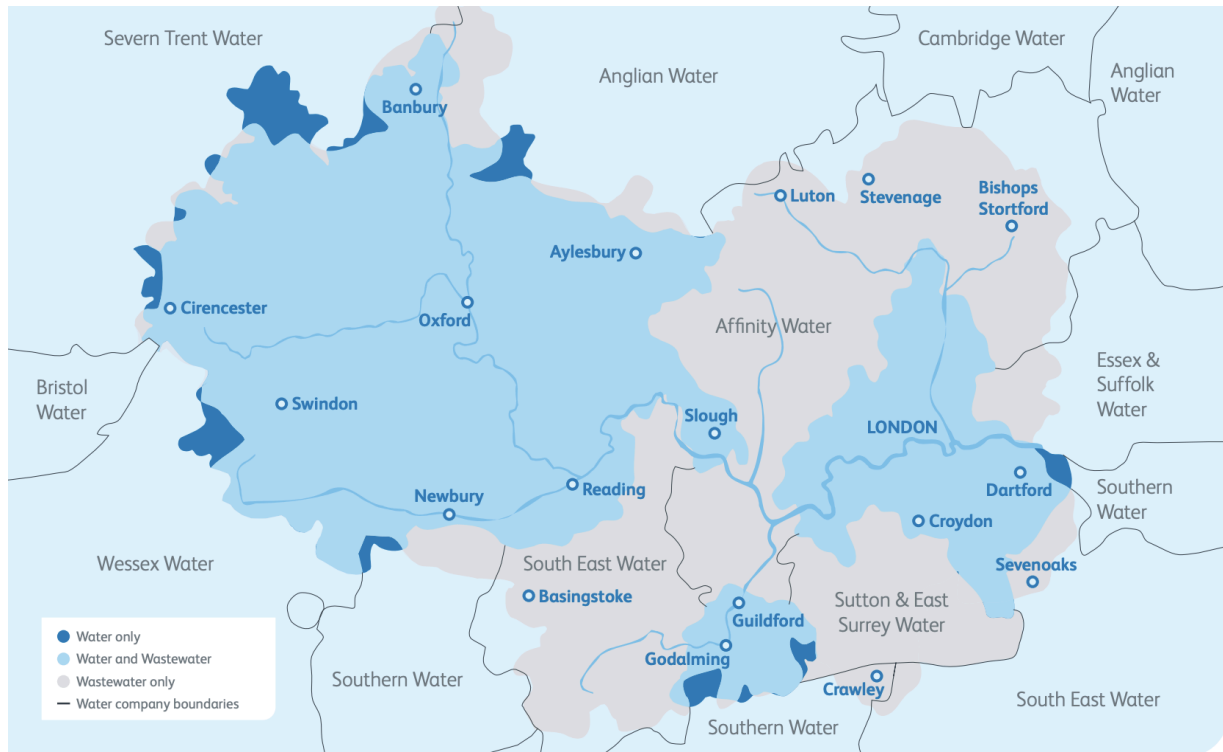 Severn Trent Water
Cambridge Water
Anglian Water
Anglian
Water
Banbury
Luton
Stevenage
Bishops
Stortford
Aylesbury
Cirencester
Oxford
Affinity Water
Bristol
Water
Swindon
Slough
LONDON
Essex &
Suffolk
Water
Newbury
Reading
Dartford
Southern
Water
Croydon
Wessex Water
South East Water
Sevenoaks
Basingstoke
Guildford
Sutton & East
Surrey Water
Godalming
Southern Water
Crawley
Southern Water
South East Water
Water only
Water and Wastewater
Wastewater only
Water company boundaries